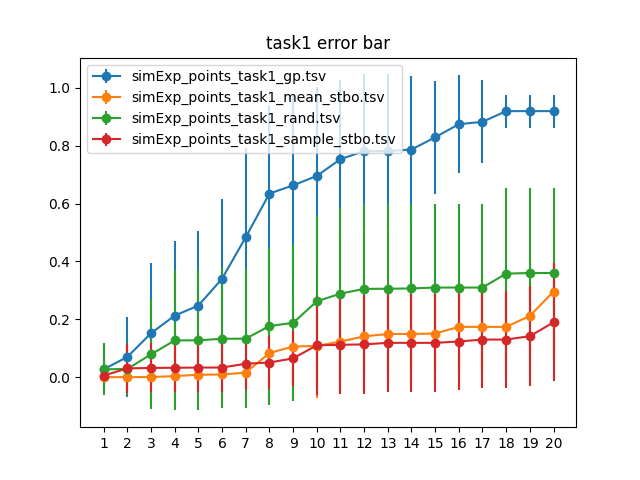 task1 error bar
simExp_points_task1_gp.tsv
simExp_points_task1_mean_stbo.tsv
simExp_points_task1_rand.tsv
simExp_points_task1_sample_stbo.tsv
1.0
0.8
0.6
0.4
0.2
0.0
1 2 3 4 5 6 7 8 9 10 11 12 13 14 15 16 17 18 19 20